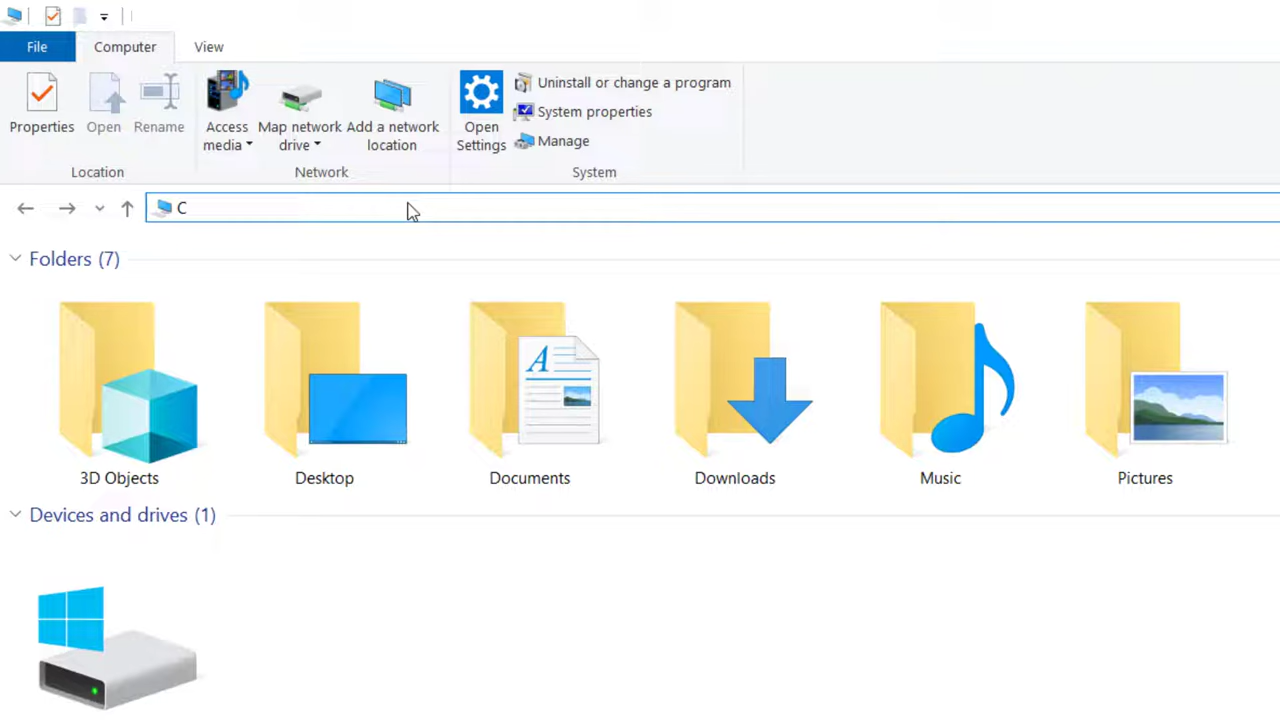 File Computer View
Uninstall or change a program
System properties
Properties Open Rename Access media Map network drive Add a network location Open Settings Manage
Location Network System
C
Folders (7)
3D Objects Desktop Documents Downloads Music Pictures
Devices and drives (1)